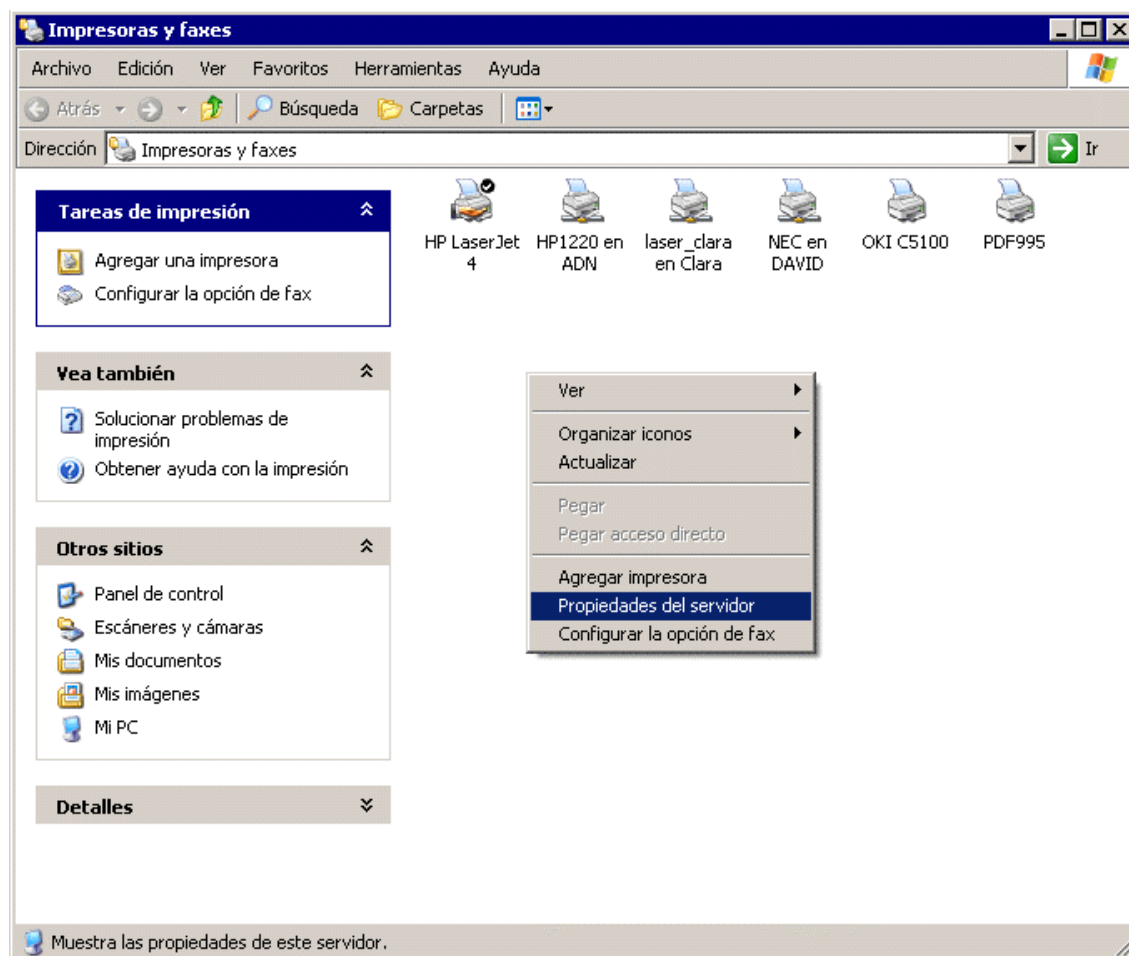 Impresoras y faxes
Archivo Edición Ver Favoritos Herramientas Ayuda
Atrás Búsqueda Carpetas
Dirección Impresoras y faxes Ir
Tareas de impresión
Agregar una impresora
Configurar la opción de fax
Vea también
Solucionar problemas de
impresión
Obtener ayuda con la impresión
Otros sitios
Panel de control
Escáneres y cámaras
Mis documentos
Mis imágenes
Mi PC
Detalles
HP LaserJet
4
HP1220 en
ADN
laser_clara
en Clara
NEC en
DAVID
OKI C5100
PDF995
Ver
Organizar iconos
Actualizar
Pegar
Pegar acceso directo
Agregar impresora
Propiedades del servidor
Configurar la opción de fax
Muestra las propiedades de este servidor.